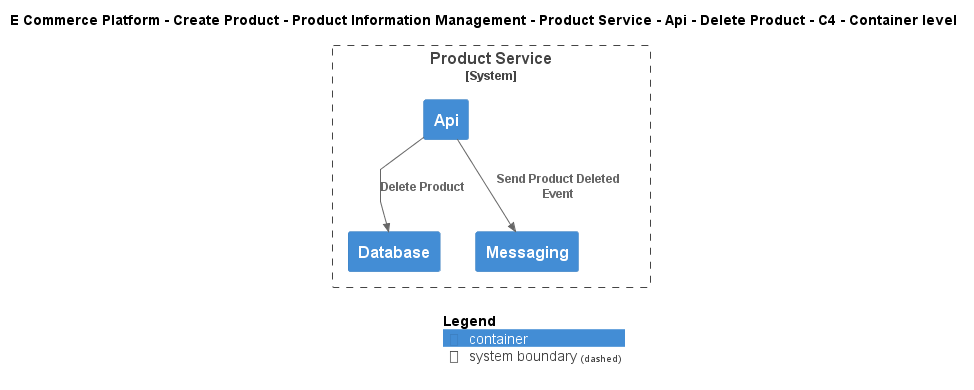 E Commerce Platform - Create Product - Product Information Management - Product Service - Api - Delete Product - C4 - Container level
Product Service
[System]
Api
Delete Product
Send Product Deleted
Event
Database
Messaging
Legend
container
system boundary (dashed)